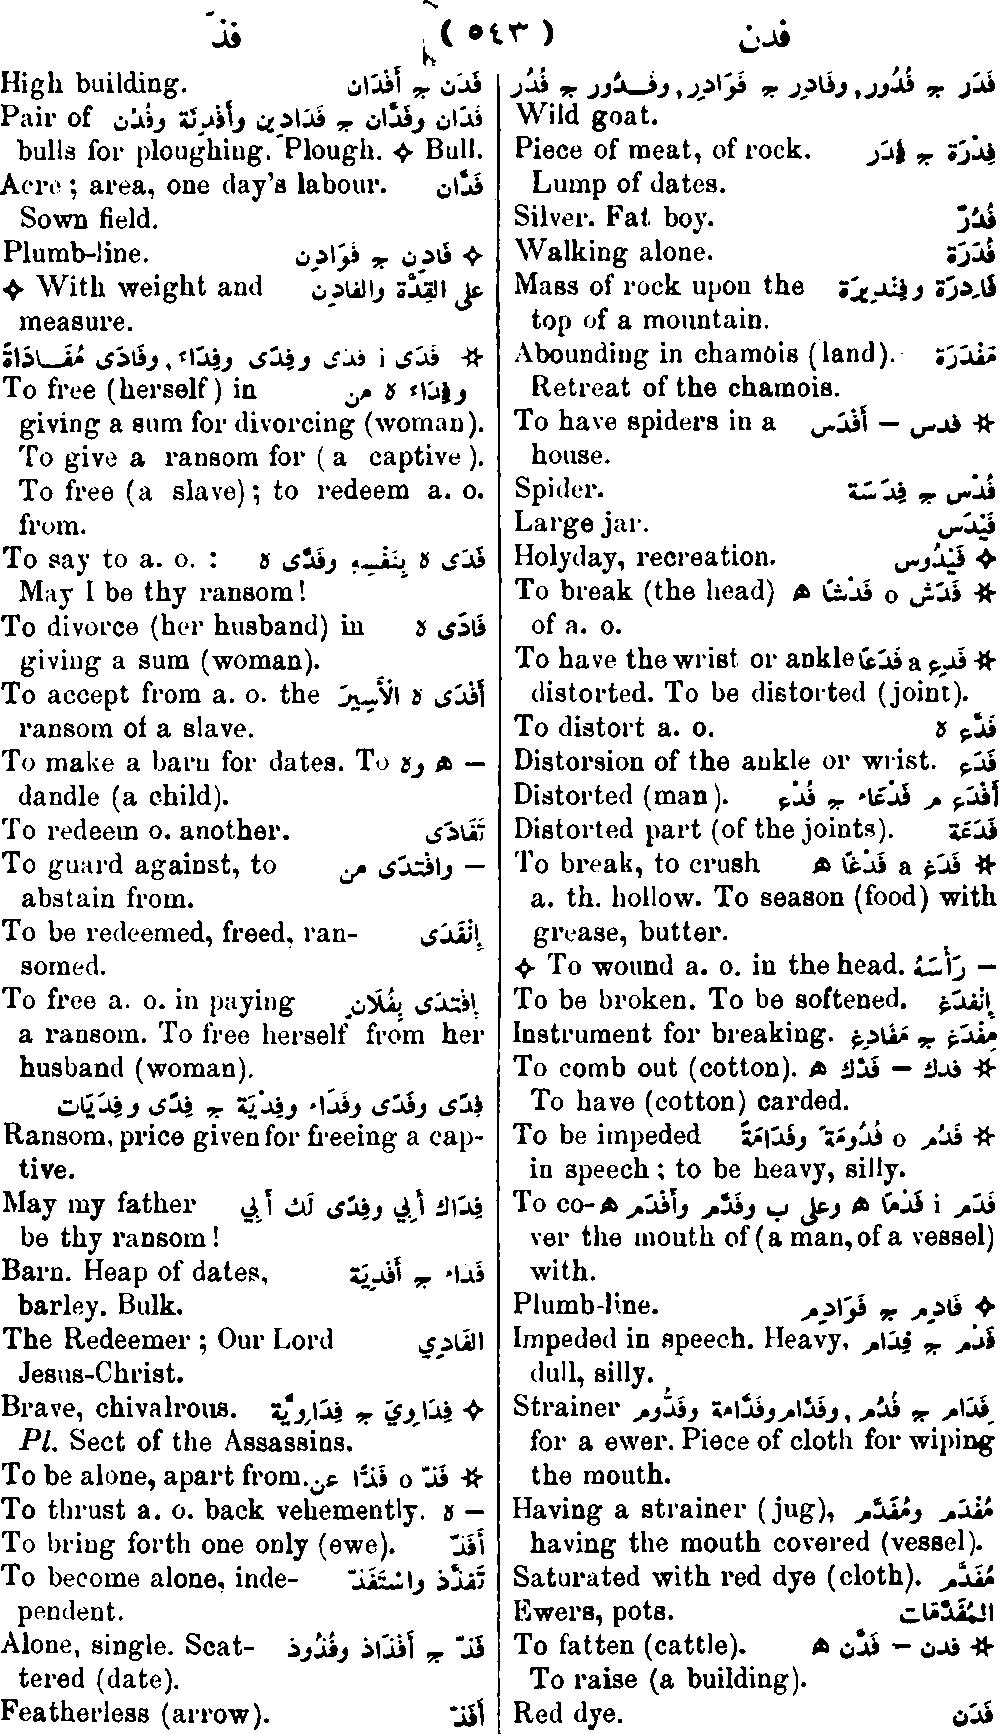 فدن ( ٥٤٣ ) فذّ
فَدَر ج فُدُور, وفَادِر ج فَوَادِر, وفَـدُور ج فُدُر
Wild goat.
Piece of meat, of rock. فِدْرَة ج فِدَر
Lump of dates.
Silver. Fat boy. فُدُرّ
Walking alone. فُدَرَة
Mass of rock upon the فَادِرَة وفِنْدِيرَة
top of a mountain.
Abounding in chamois (land). مَفْدَرَة
Retreat of the chamois.
To have spiders in a ✲ فدس – أَفْدَس
house.
Spider. فُدْس ج فِدَسَة
Large jar. فَيْدَس
Holyday, recreation. ✧ فَيْدُوس
To break (the head) ✲ فَدَش o فَدْشًا ه
of a. o.
To have the wrist or ankle ✲ فَدِع a فَدَعًا
distorted. To be distorted (joint).
To distort a. o. فَدَّع ه
Distorsion of the ankle or wrist. فَدَع
Distorted (man). أَفْدَع م فَدْعَاء ج فُدْع
Distorted part (of the joints). فَدَعَة
To break, to crush ✲ فَدَغ a فَدْغًا ه
a. th. hollow. To season (food) with
grease, butter.
✧ To wound a. o. in the head. – رَأْسَهُ
To be broken. To be softened. إِنْفَدَغ
Instrument for breaking. مِفْدَغ ج مَفَادِغ
To comb out (cotton). ✲ فدك – فَدَّك ه
To have (cotton) carded.
To be impeded ✲ فَدُم o فُدُومَةً وفَدَامَةً
in speech ; to be heavy, silly.
To co- فَدَم i فَدْمًا ه وعلى ب وفَدَّم وأَفْدَم ه
ver the mouth of (a man, of a vessel)
with.
Plumb-line. ✧ فَادِم ج فَوَادِم
Impeded in speech. Heavy, فَدْم ج فِدَام
dull, silly.
Strainer فِدَام ج فُدُم, وفَدَّام وفَدَّامة وفَدُّوم
for a ewer. Piece of cloth for wiping
the mouth.
Having a strainer (jug), مُفْدَم ومُفَدَّم
having the mouth covered (vessel).
Saturated with red dye (cloth). مُفَدَّم
Ewers, pots. المُفَدَّمَات
To fatten (cattle). ✲ فدن – فَدَّن ه
To raise (a building).
Red dye. فَدَن
High building. فَدَن ج أَفْدَان
Pair of فَدَان وفَدَّان ج فَدَادِين وأَفْدِنَة وفُدُن
bulls for ploughing. Plough. ✧ Bull.
Acre ; area, one day's labour. فَدَّان
Sown field.
Plumb-line. ✧ فَادِن ج فَوَادِن
✧ With weight and على القِدَّة والفَادِن
measure.
✲ فَدَى i فَدَى وفِدًى وفِدَاء, وفَادَى مُفَـادَاةً
To free (herself) in وفِدَاء ه من
giving a sum for divorcing (woman).
To give a ransom for (a captive).
To free (a slave) ; to redeem a. o.
from.
To say to a. o. : فَدَى ه بِنَفْسِهِ وفَدَّى ه
May I be thy ransom !
To divorce (her husband) in فَادَى ه
giving a sum (woman).
To accept from a. o. the أَفْدَى ه الأَسِيرَ
ransom of a slave.
To make a barn for dates. To – ه وه
dandle (a child).
To redeem o. another. تَفَادَى
To guard against, to – وافْتَدَى من
abstain from.
To be redeemed, freed, ran- إِنْفَدَى
somed.
To free a. o. in paying إِفْتَدَى بِفُلَان
a ransom. To free herself from her
husband (woman).
فِدًى وفَدًى وفِدَاء وفِدْيَة ج فِدًى وفِدَيَات
Ransom, price given for freeing a cap-
tive.
May my father فِدَاك أَبِي وفِدًى لَك أَبِي
be thy ransom !
Barn. Heap of dates, فَداء ج أَفْدِيَة
barley. Bulk.
The Redeemer ; Our Lord الفَادِي
Jesus-Christ.
Brave, chivalrous. ✧ فِدَاوِيّ ج فِدَاوِيَّة
Pl. Sect of the Assassins.
To be alone, apart from. ✲ فَذّ o فَذًّا عن
To thrust a. o. back vehemently. – ه
To bring forth one only (ewe). أَفَذّ
To become alone, inde- تَفَذَّذ واسْتَفَذّ
pendent.
Alone, single. Scat- فَذّ ج أَفْذَاذ وفُذُوذ
tered (date).
Featherless (arrow). أَفَذّ